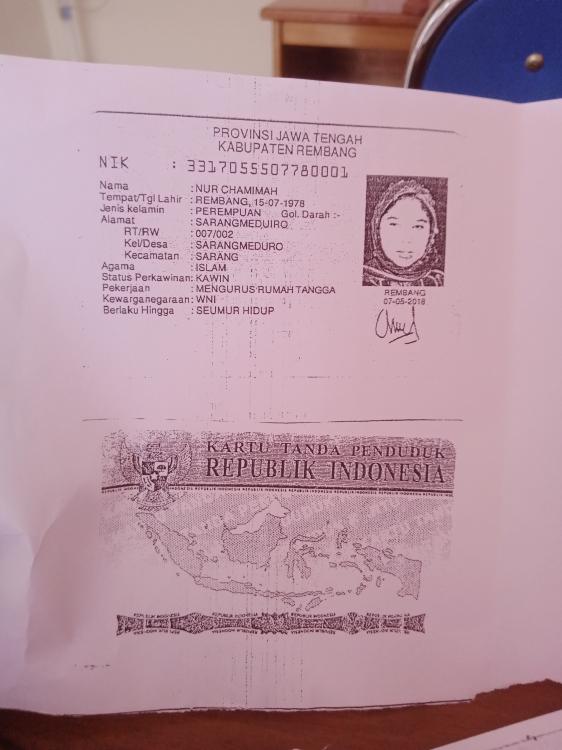 PROVINSI JAWA TENGAH
KABUPATEN REMBANG
NIK : 3317055507780001
Nama : NUR CHAMIMAH
Tempat/Tgl Lahir : REMBANG, 15-07-1978
Jenis kelamin : PEREMPUAN Gol. Darah :-
Alamat : SARANGMEDUIRO
RT/RW : 007/002
Kel/Desa : SARANGMEDURO
Kecamatan : SARANG
Agama : ISLAM
Status Perkawinan: KAWIN
Pekerjaan : MENGURUS RUMAH TANGGA
Kewarganegaraan: WNI
Berlaku Hingga : SEUMUR HIDUP
REMBANG
07-05-2018
KARTU TANDA PENDUDUK
REPUBLIK INDONESIA